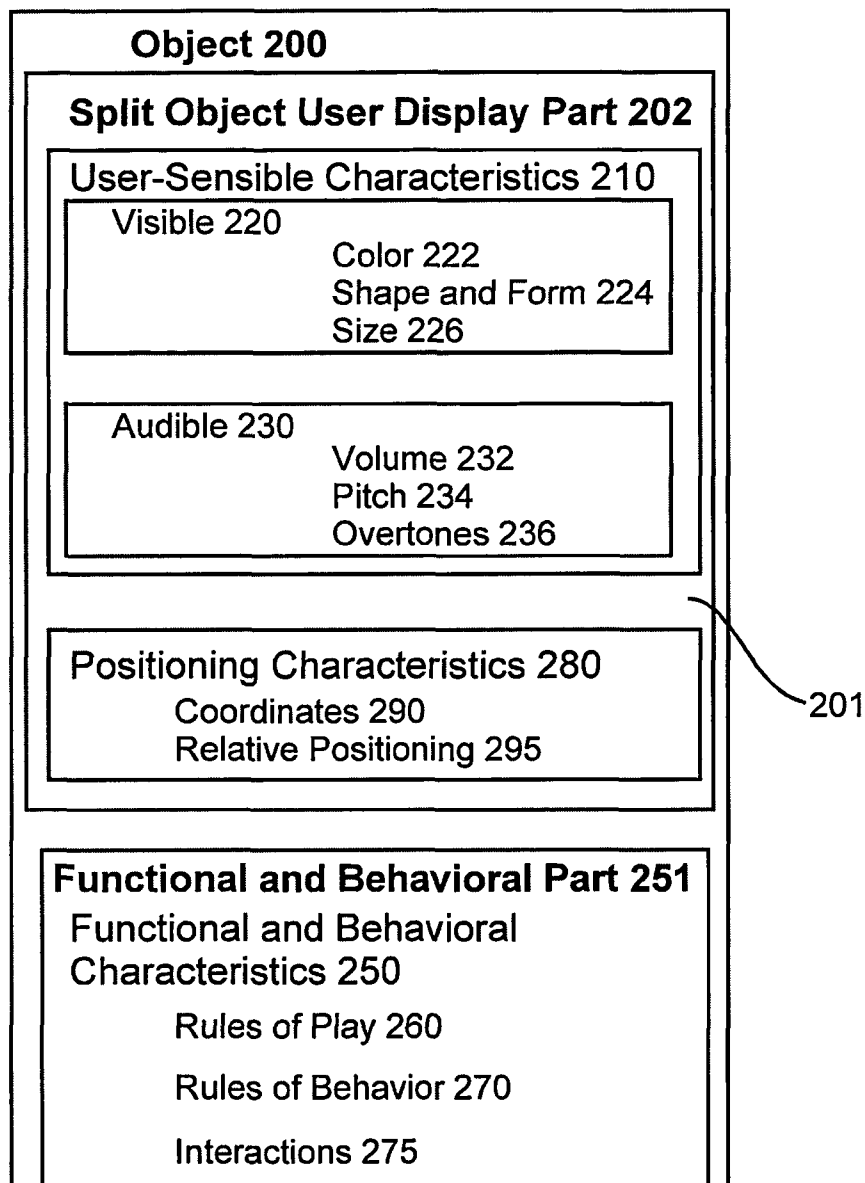 Object 200
Split Object User Display Part 202
User-Sensible Characteristics 210
Visible 220
Color 222
Shape and Form 224
Size 226
Audible 230
Volume 232
Pitch 234
Overtones 236
Positioning Characteristics 280
Coordinates 290
Relative Positioning 295
201
Functional and Behavioral Part 251
Functional and Behavioral
Characteristics 250
Rules of Play 260
Rules of Behavior 270
Interactions 275